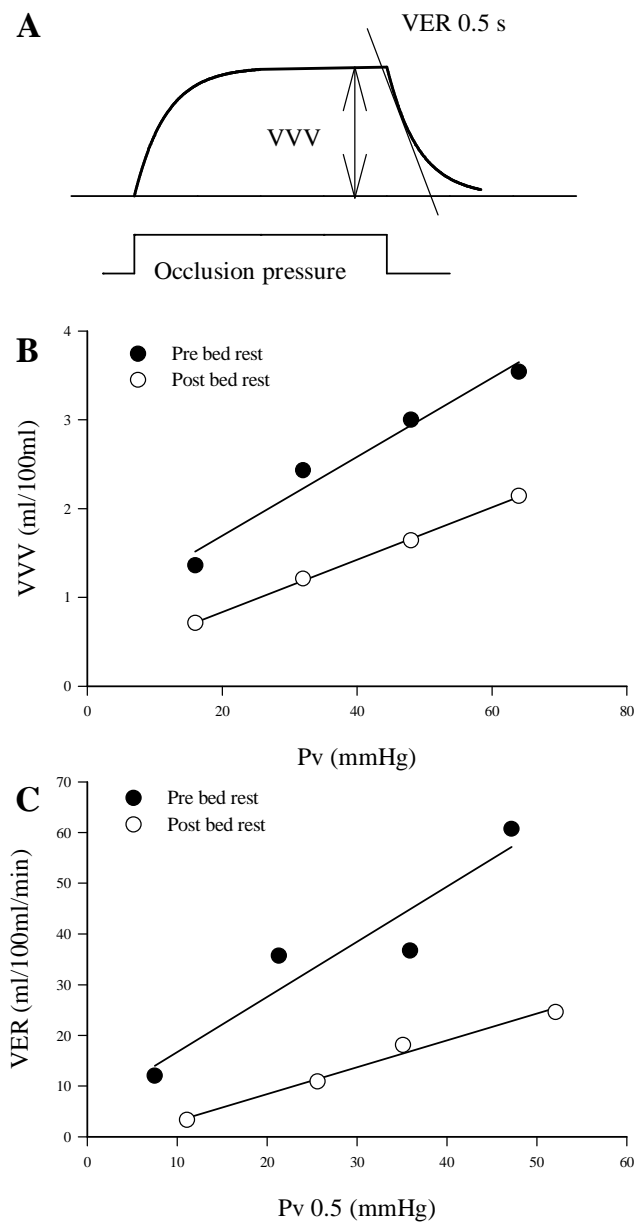 A
VER 0.5 s
VVV
Occlusion pressure
B
4
Pre bed rest
Post bed rest
3
2
1
0
VVV (ml/100ml)
0 20 40 60 80
Pv (mmHg)
C
70
Pre bed rest
Post bed rest
60
50
40
30
20
10
0
VER (ml/100ml/min)
0 10 20 30 40 50 60
Pv 0.5 (mmHg)